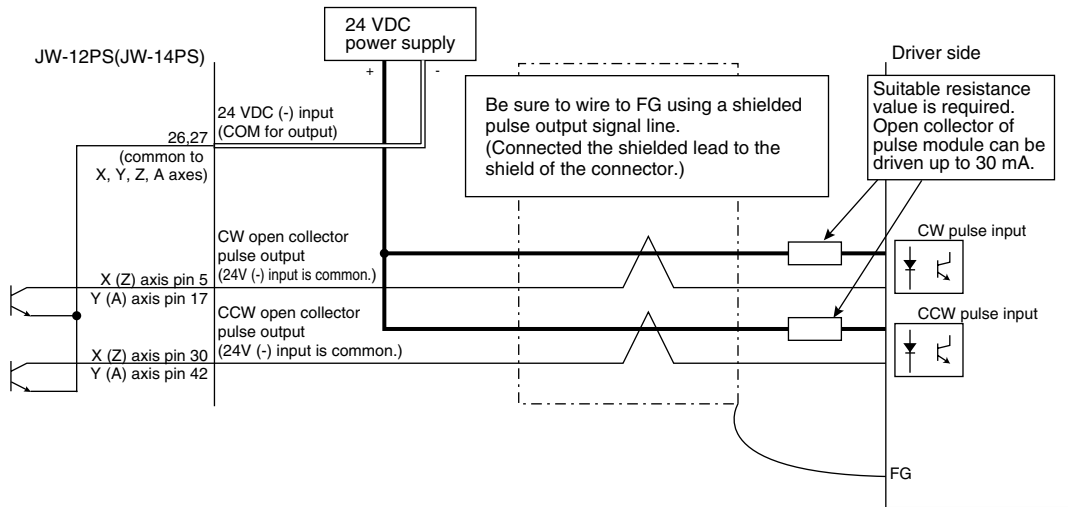 24 VDC
power supply
JW-12PS(JW-14PS)
+
-
Driver side
Be sure to wire to FG using a shielded
pulse output signal line.
(Connected the shielded lead to the
shield of the connector.)
Suitable resistance
value is required.
Open collector of
pulse module can be
driven up to 30 mA.
24 VDC (-) input
(COM for output)
26,27
(common to
X, Y, Z, A axes)
CW open collector
pulse output
(24V (-) input is common.)
CW pulse input
X (Z) axis pin 5
Y (A) axis pin 17
CCW open collector
pulse output
(24V (-) input is common.)
CCW pulse input
X (Z) axis pin 30
Y (A) axis pin 42
FG